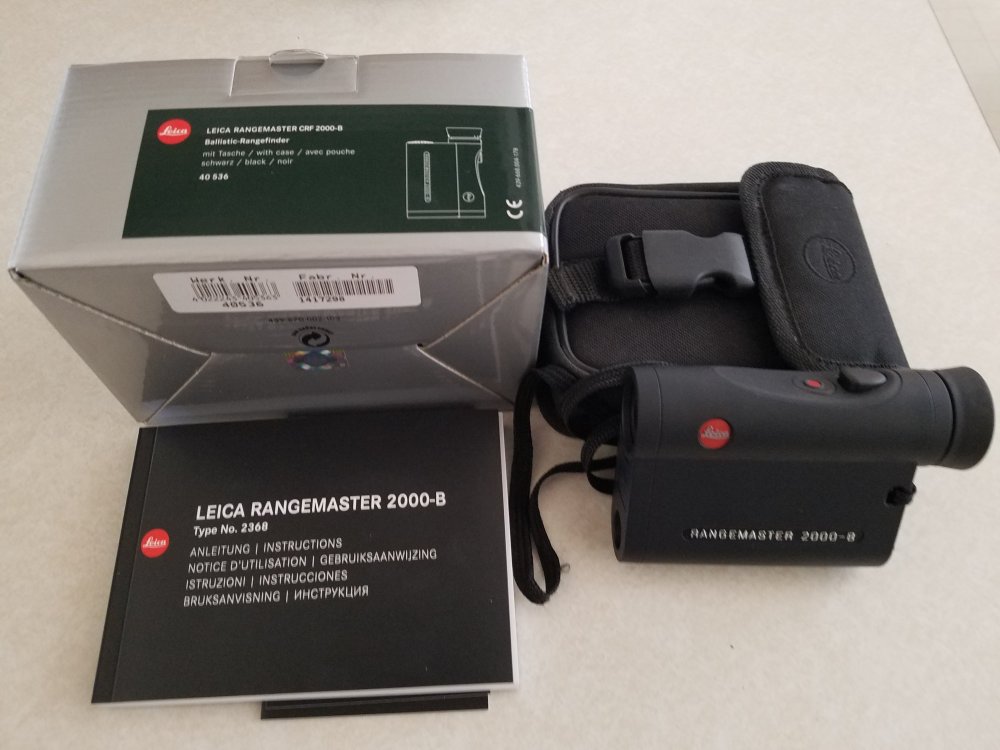 Leica
LEICA RANGEMASTER CRF 2000-B
Ballistic-Rangefinder
mit Tasche / with case / avec pouche
schwarz / black / noir
40 536
CE
Werk Nr. Fabr. Nr.
40536
1417298
Leica
Leica
RANGEMASTER 2000-B
LEICA RANGEMASTER 2000-B
Type No. 2368
Leica
ANLEITUNG | INSTRUCTIONS
NOTICE D'UTILISATION | GEBRUIKSAANWIJZING
ISTRUZIONI | INSTRUCCIONES
BRUKSANVISNING | ИНСТРУКЦИЯ